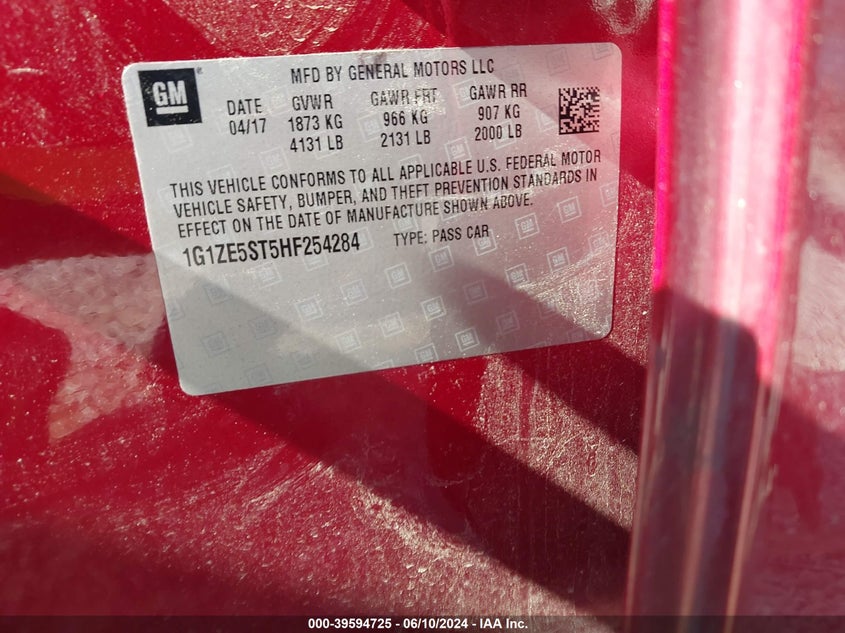 GM
MFD BY GENERAL MOTORS LLC
DATE GVWR GAWR FRT GAWR RR
04/17 1873 KG 966 KG 907 KG
4131 LB 2131 LB 2000 LB
THIS VEHICLE CONFORMS TO ALL APPLICABLE U.S. FEDERAL MOTOR
VEHICLE SAFETY, BUMPER, AND THEFT PREVENTION STANDARDS IN
EFFECT ON THE DATE OF MANUFACTURE SHOWN ABOVE.
1G1ZE5ST5HF254284 TYPE: PASS CAR
000-39594725 - 06/10/2024 - IAA Inc.